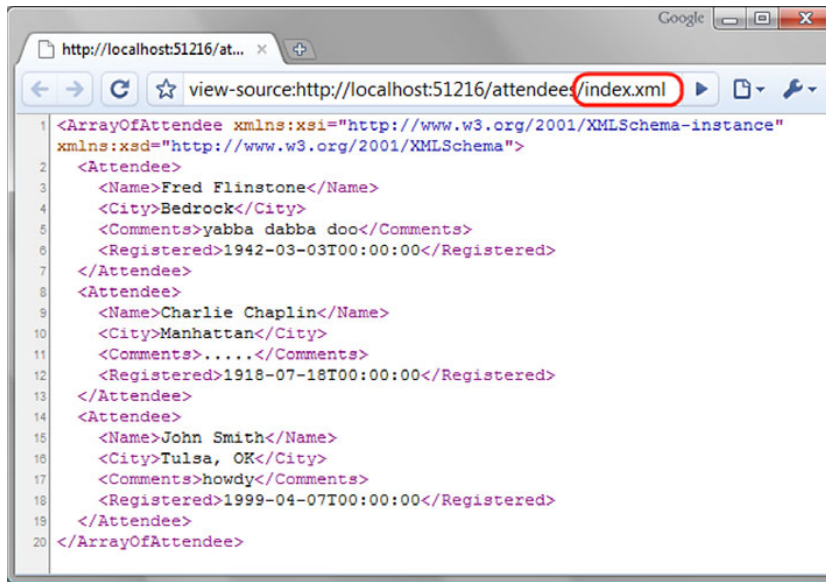 Google
http://localhost:51216/at...
view-source:http://localhost:51216/attendees/index.xml
1 <ArrayOfAttendee xmlns:xsi="http://www.w3.org/2001/XMLSchema-instance"
xmlns:xsd="http://www.w3.org/2001/XMLSchema">
2 <Attendee>
3 <Name>Fred Flinstone</Name>
4 <City>Bedrock</City>
5 <Comments>yabba dabba doo</Comments>
6 <Registered>1942-03-03T00:00:00</Registered>
7 </Attendee>
8 <Attendee>
9 <Name>Charlie Chaplin</Name>
10 <City>Manhattan</City>
11 <Comments>.....</Comments>
12 <Registered>1918-07-18T00:00:00</Registered>
13 </Attendee>
14 <Attendee>
15 <Name>John Smith</Name>
16 <City>Tulsa, OK</City>
17 <Comments>howdy</Comments>
18 <Registered>1999-04-07T00:00:00</Registered>
19 </Attendee>
20 </ArrayOfAttendee>